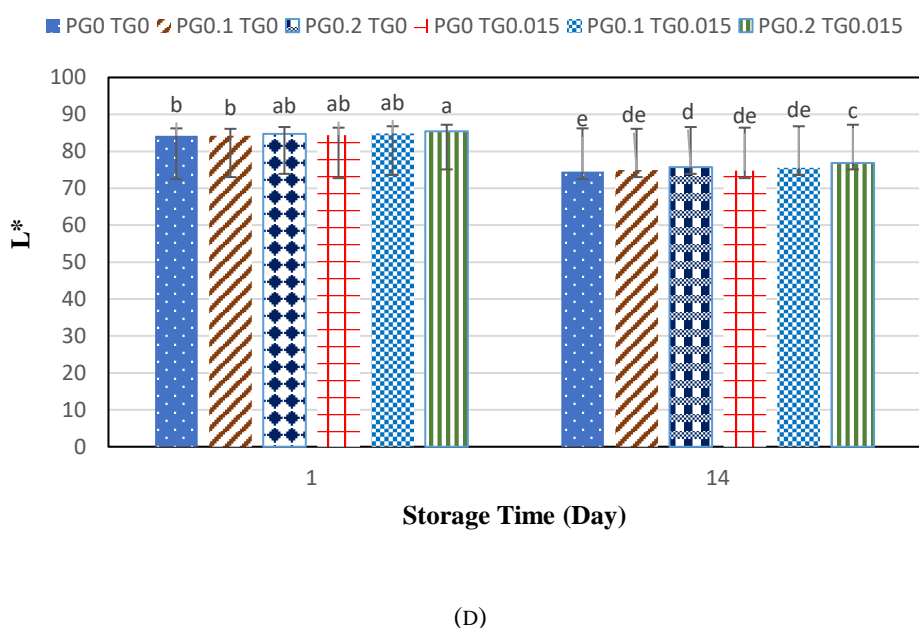 PG0 TG0 PG0.1 TG0 PG0.2 TG0 PG0 TG0.015 PG0.1 TG0.015 PG0.2 TG0.015
100
90
80
70
60
50
40
30
20
10
0
L*
b b ab ab ab a e de d de de c
1 14
Storage Time (Day)
(D)